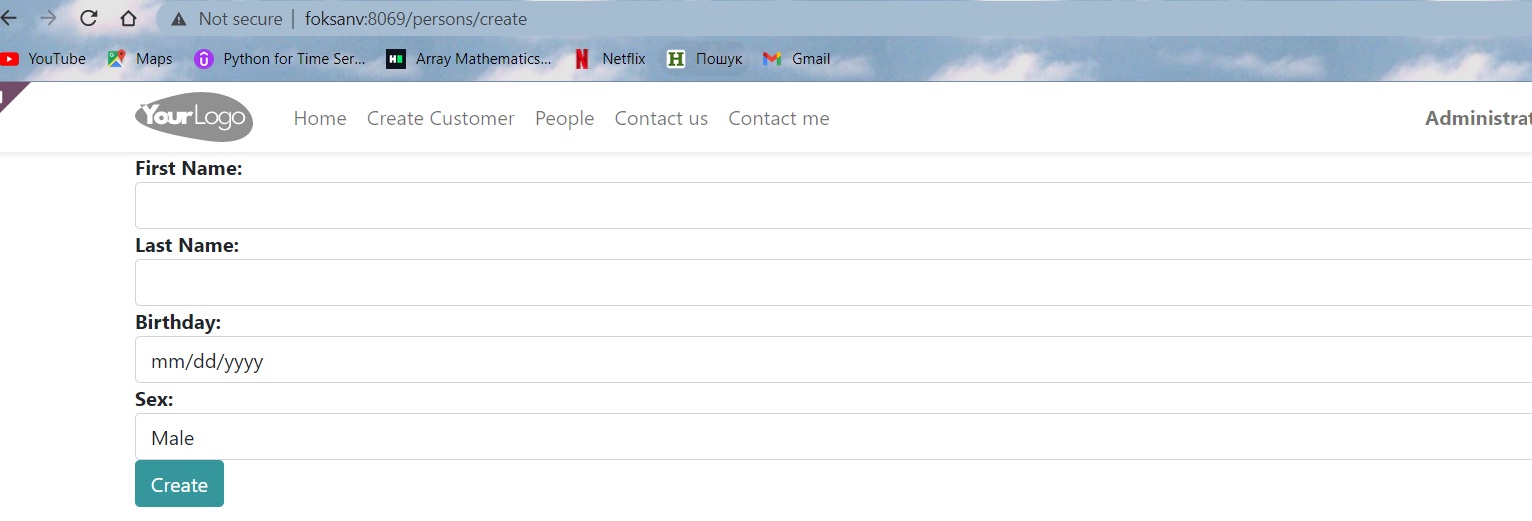 Not secure | foksanv:8069/persons/create
YouTube Maps Python for Time Ser... Array Mathematics... Netflix Пошук Gmail
YourLogo Home Create Customer People Contact us Contact me
First Name:
Last Name:
Birthday:
mm/dd/yyyy
Sex:
Male
Create